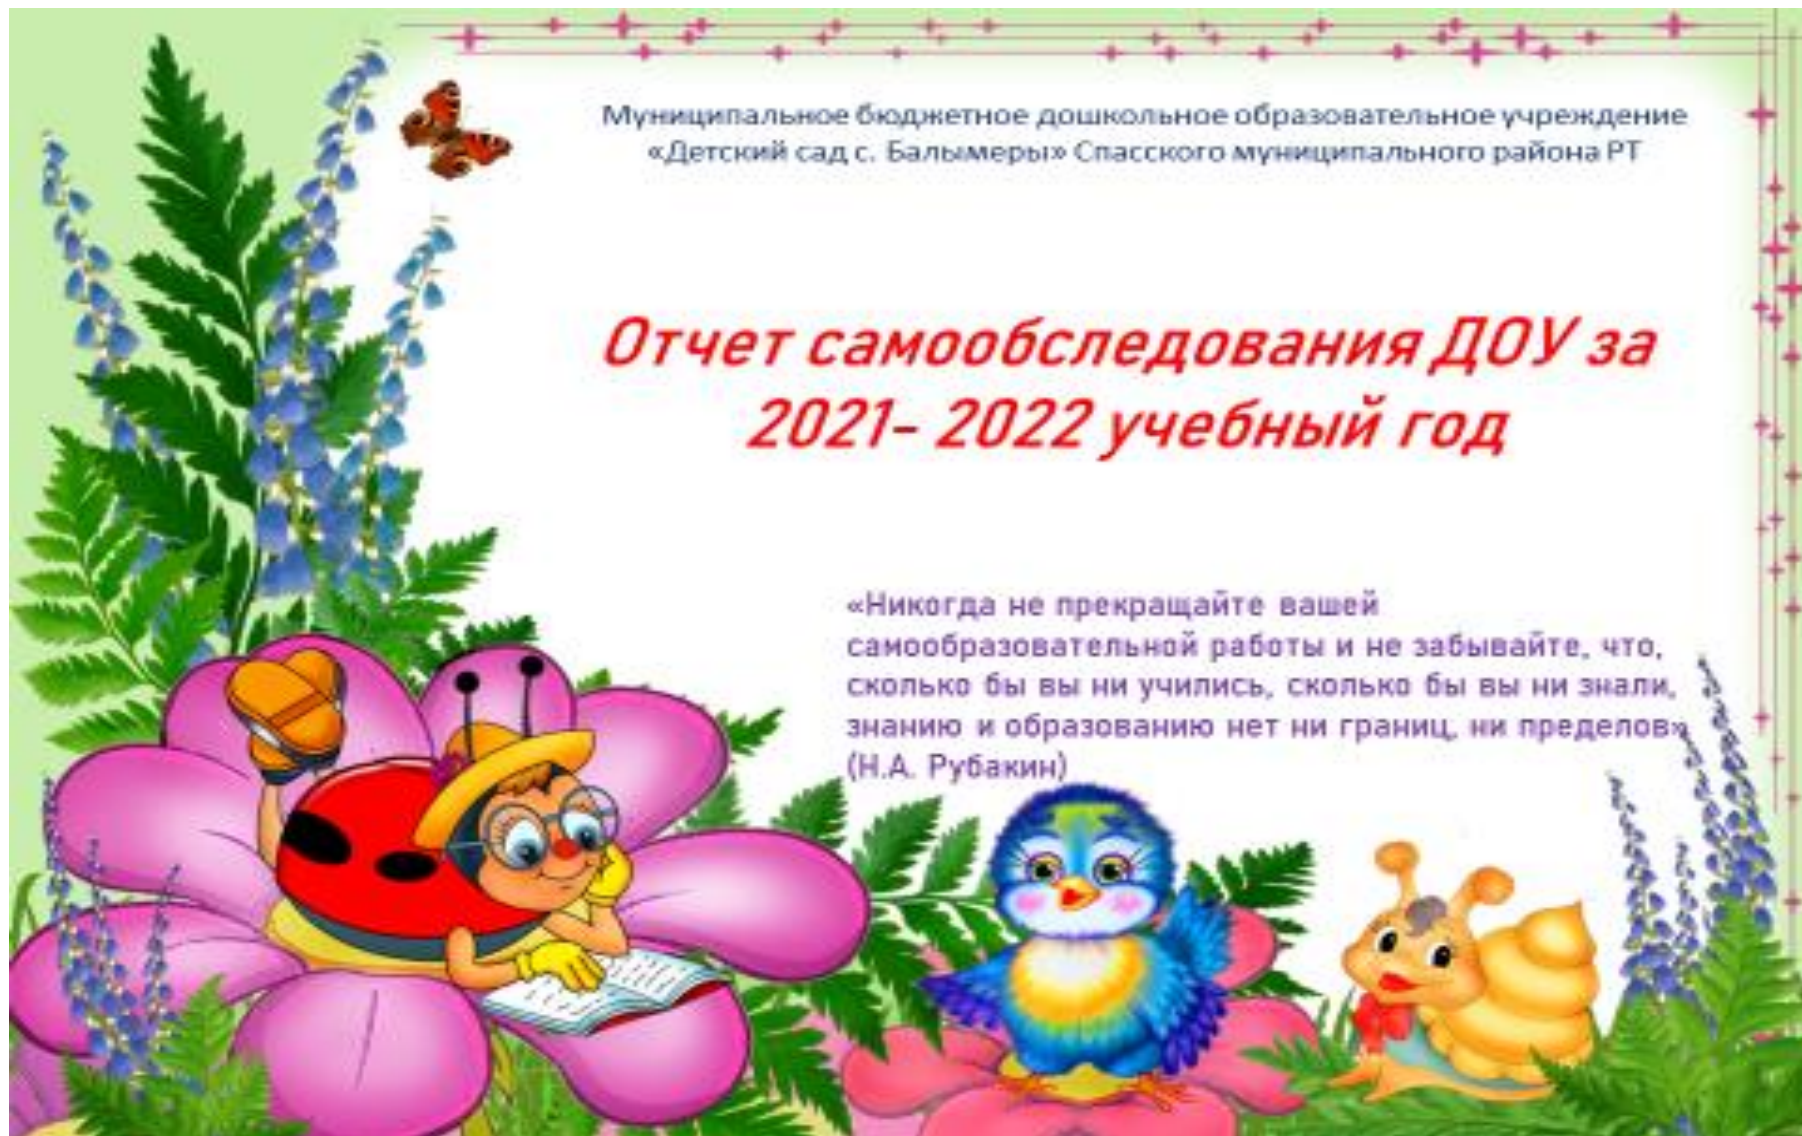 Муниципальное бюджетное дошкольное образовательное учреждение
«Детский сад с. Балымеры» Спасского муниципального района РТ
Отчет самообследования ДОУ за
2021- 2022 учебный год
«Никогда не прекращайте вашей
самообразовательной работы и не забывайте, что,
сколько бы вы ни учились, сколько бы вы ни знали,
знанию и образованию нет ни границ, ни пределов»
(Н.А. Рубакин)